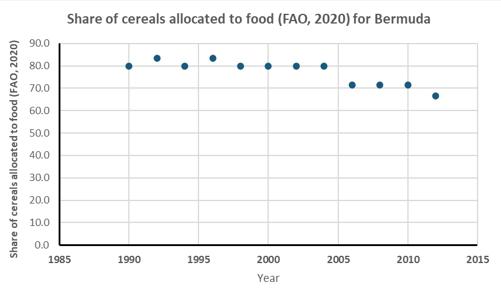 Share of cereals allocated to food (FAO, 2020) for Bermuda
Share of cereals allocated to food (FAO, 2020)
90.0
80.0
70.0
60.0
50.0
40.0
30.0
20.0
10.0
0.0
1985 1990 1995 2000 2005 2010 2015
Year